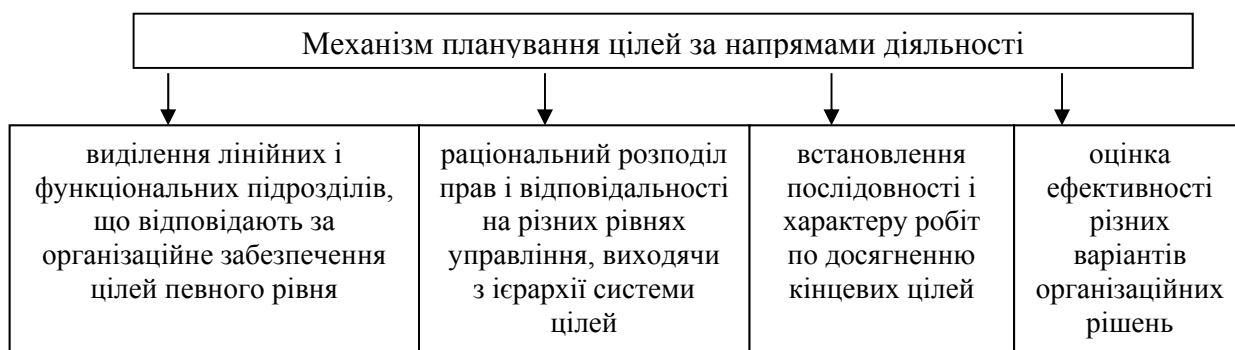 Механізм планування цілей за напрямами діяльності
виділення лінійних і
функціональних підрозділів,
що відповідають за
організаційне забезпечення
цілей певного рівня
раціональний розподіл
прав і відповідальності
на різних рівнях
управління, виходячи
з ієрархії системи
цілей
встановлення
послідовності і
характеру робіт
по досягненню
кінцевих цілей
оцінка
ефективності
різних
варіантів
організаційних
рішень